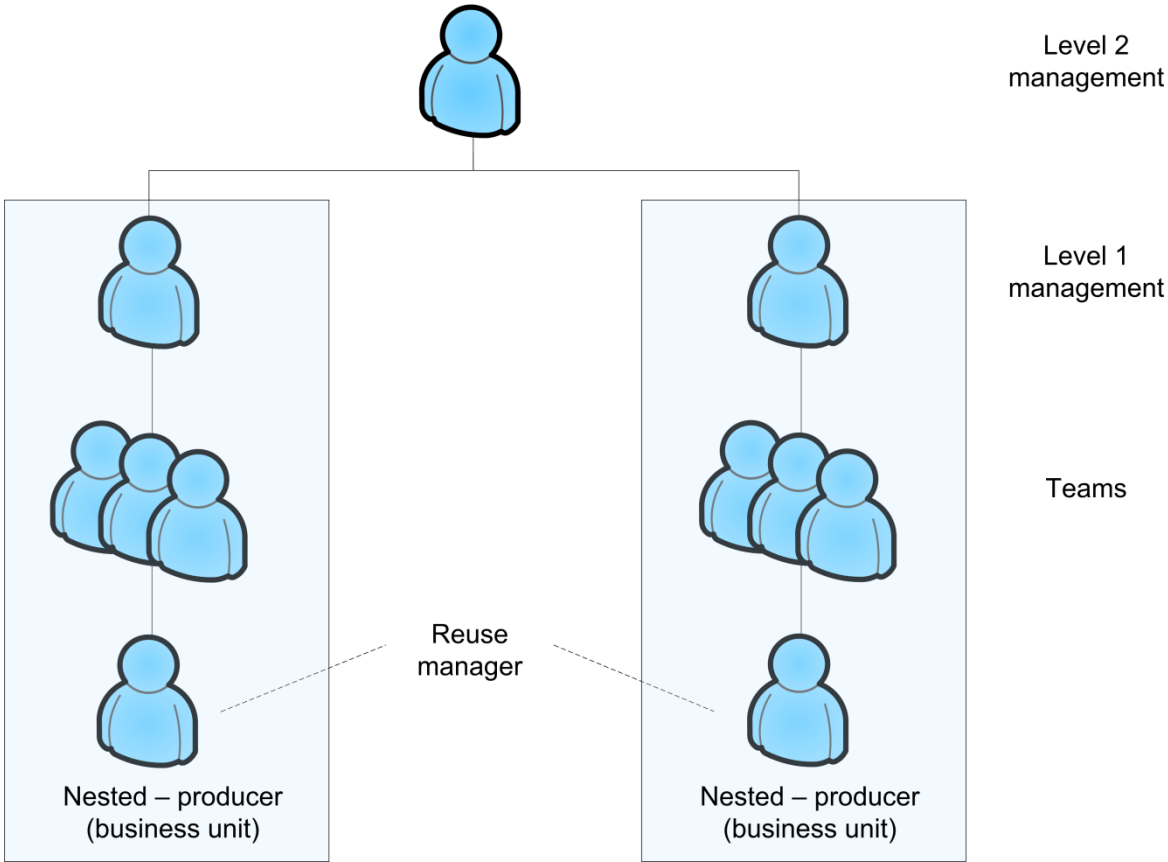 Level 2
management
Level 1
management
Teams
Reuse
manager
Nested – producer
(business unit)
Nested – producer
(business unit)